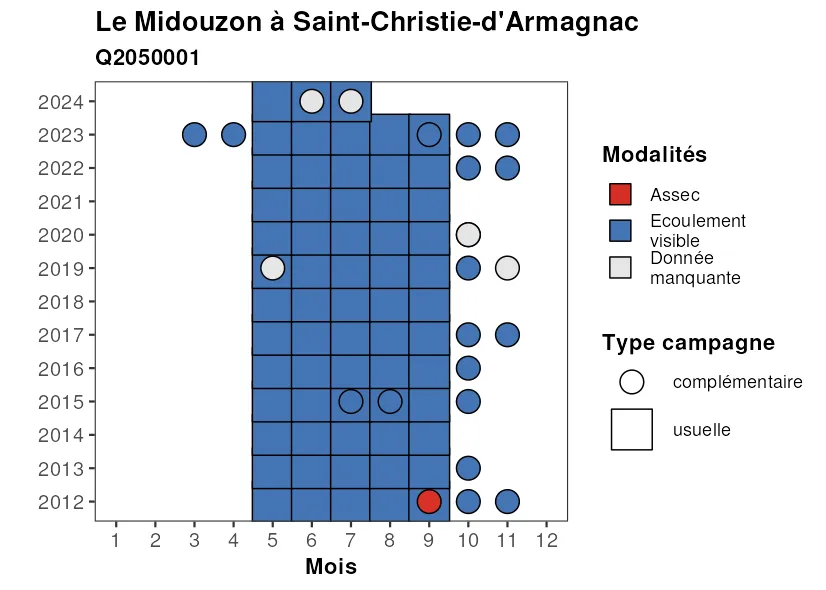 Le Midouzon à Saint-Christie-d'Armagnac
Q2050001
2024
2023
2022
2021
2020
2019
2018
2017
2016
2015
2014
2013
2012
1 2 3 4 5 6 7 8 9 10 11 12
Mois
Modalités
Assec
Ecoulement
visible
Donnée
manquante
Type campagne
complémentaire
usuelle